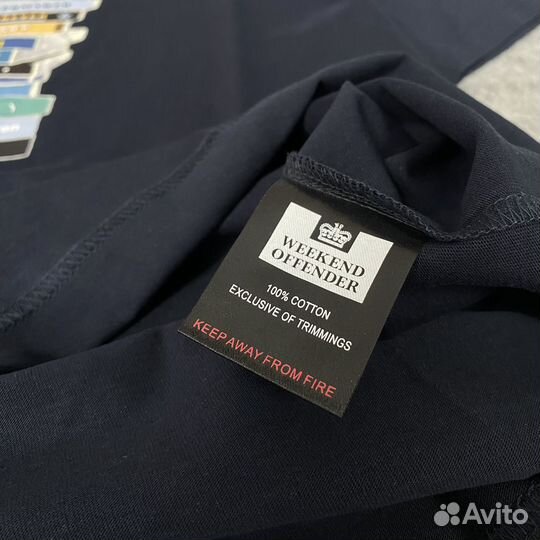 WEEKEND
OFFENDER
100% COTTON
EXCLUSIVE OF TRIMMINGS
KEEP AWAY FROM FIRE
Avito